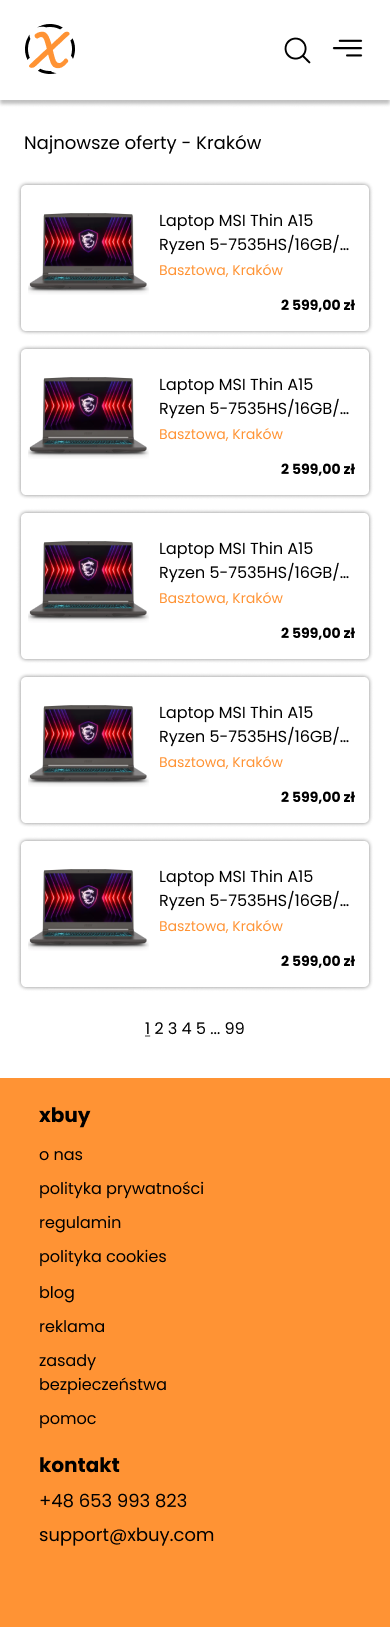 x
Najnowsze oferty - Kraków
Laptop MSI Thin A15
Ryzen 5-7535HS/16GB/...
Basztowa, Kraków
2 599,00 zł
Laptop MSI Thin A15
Ryzen 5-7535HS/16GB/...
Basztowa, Kraków
2 599,00 zł
Laptop MSI Thin A15
Ryzen 5-7535HS/16GB/...
Basztowa, Kraków
2 599,00 zł
Laptop MSI Thin A15
Ryzen 5-7535HS/16GB/...
Basztowa, Kraków
2 599,00 zł
Laptop MSI Thin A15
Ryzen 5-7535HS/16GB/...
Basztowa, Kraków
2 599,00 zł
1 2 3 4 5 ... 99
xbuy
o nas
polityka prywatności
regulamin
polityka cookies
blog
reklama
zasady
bezpieczeństwa
pomoc
kontakt
+48 653 993 823
support@xbuy.com